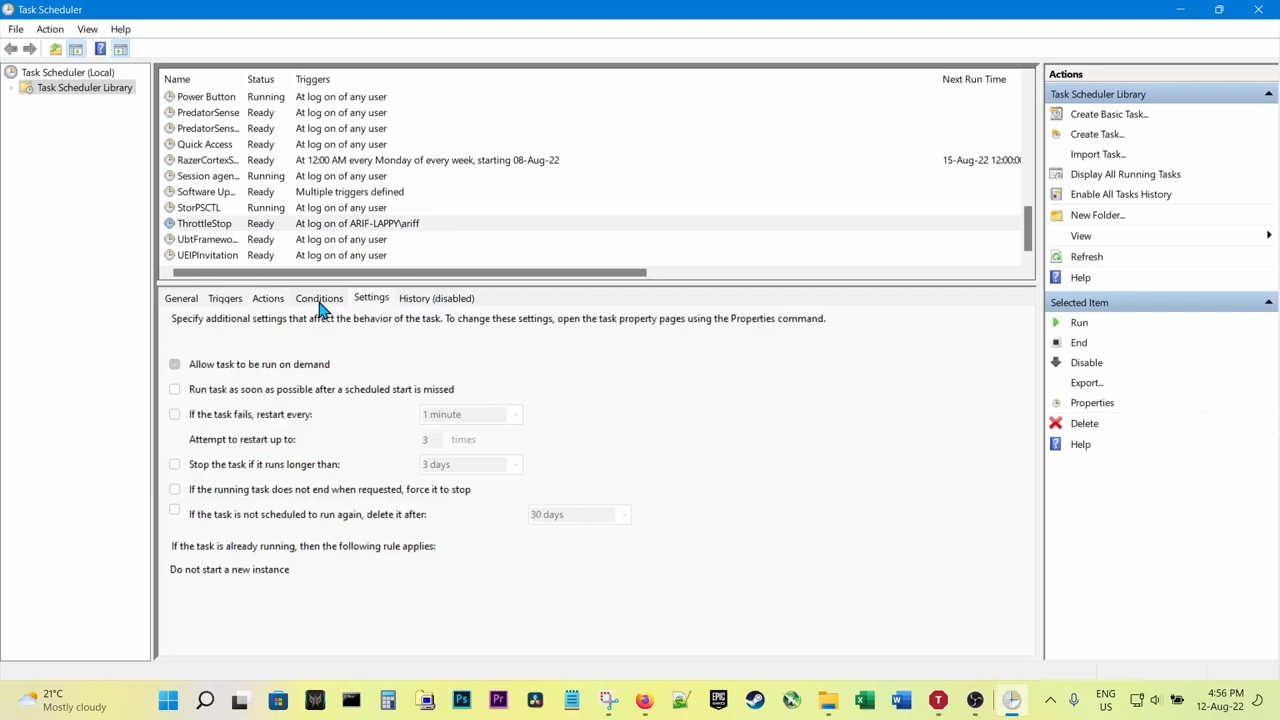 Task Scheduler
File Action View Help
Task Scheduler (Local)
Task Scheduler Library
Name Status Triggers Next Run Time
Power Button Running At log on of any user
PredatorSense Ready At log on of any user
PredatorSens... Ready At log on of any user
Quick Access Ready At log on of any user
RazerCortexS... Ready At 12:00 AM every Monday of every week, starting 08-Aug-22 15-Aug-22 12:00:00
Session agen... Running At log on of any user
Software Up... Ready Multiple triggers defined
StorPSCTL Running At log on of any user
ThrottleStop Ready At log on of ARIF-LAPPY\ariff
UbtFramewo... Ready At log on of any user
UEIPInvitation Ready At log on of any user
General Triggers Actions Conditions Settings History (disabled)
Specify additional settings that affect the behavior of the task. To change these settings, open the task property pages using the Properties command.
Allow task to be run on demand
Run task as soon as possible after a scheduled start is missed
If the task fails, restart every: 1 minute
Attempt to restart up to: 3 times
Stop the task if it runs longer than: 3 days
If the running task does not end when requested, force it to stop
If the task is not scheduled to run again, delete it after: 30 days
If the task is already running, then the following rule applies:
Do not start a new instance
Actions
Task Scheduler Library
Create Basic Task...
Create Task...
Import Task...
Display All Running Tasks
Enable All Tasks History
New Folder...
View
Refresh
Help
Selected Item
Run
End
Disable
Export...
Properties
Delete
Help
21°C
Mostly cloudy
Ps Pr
EPIC
GAMES
ENG
US
4:56 PM
12-Aug-22